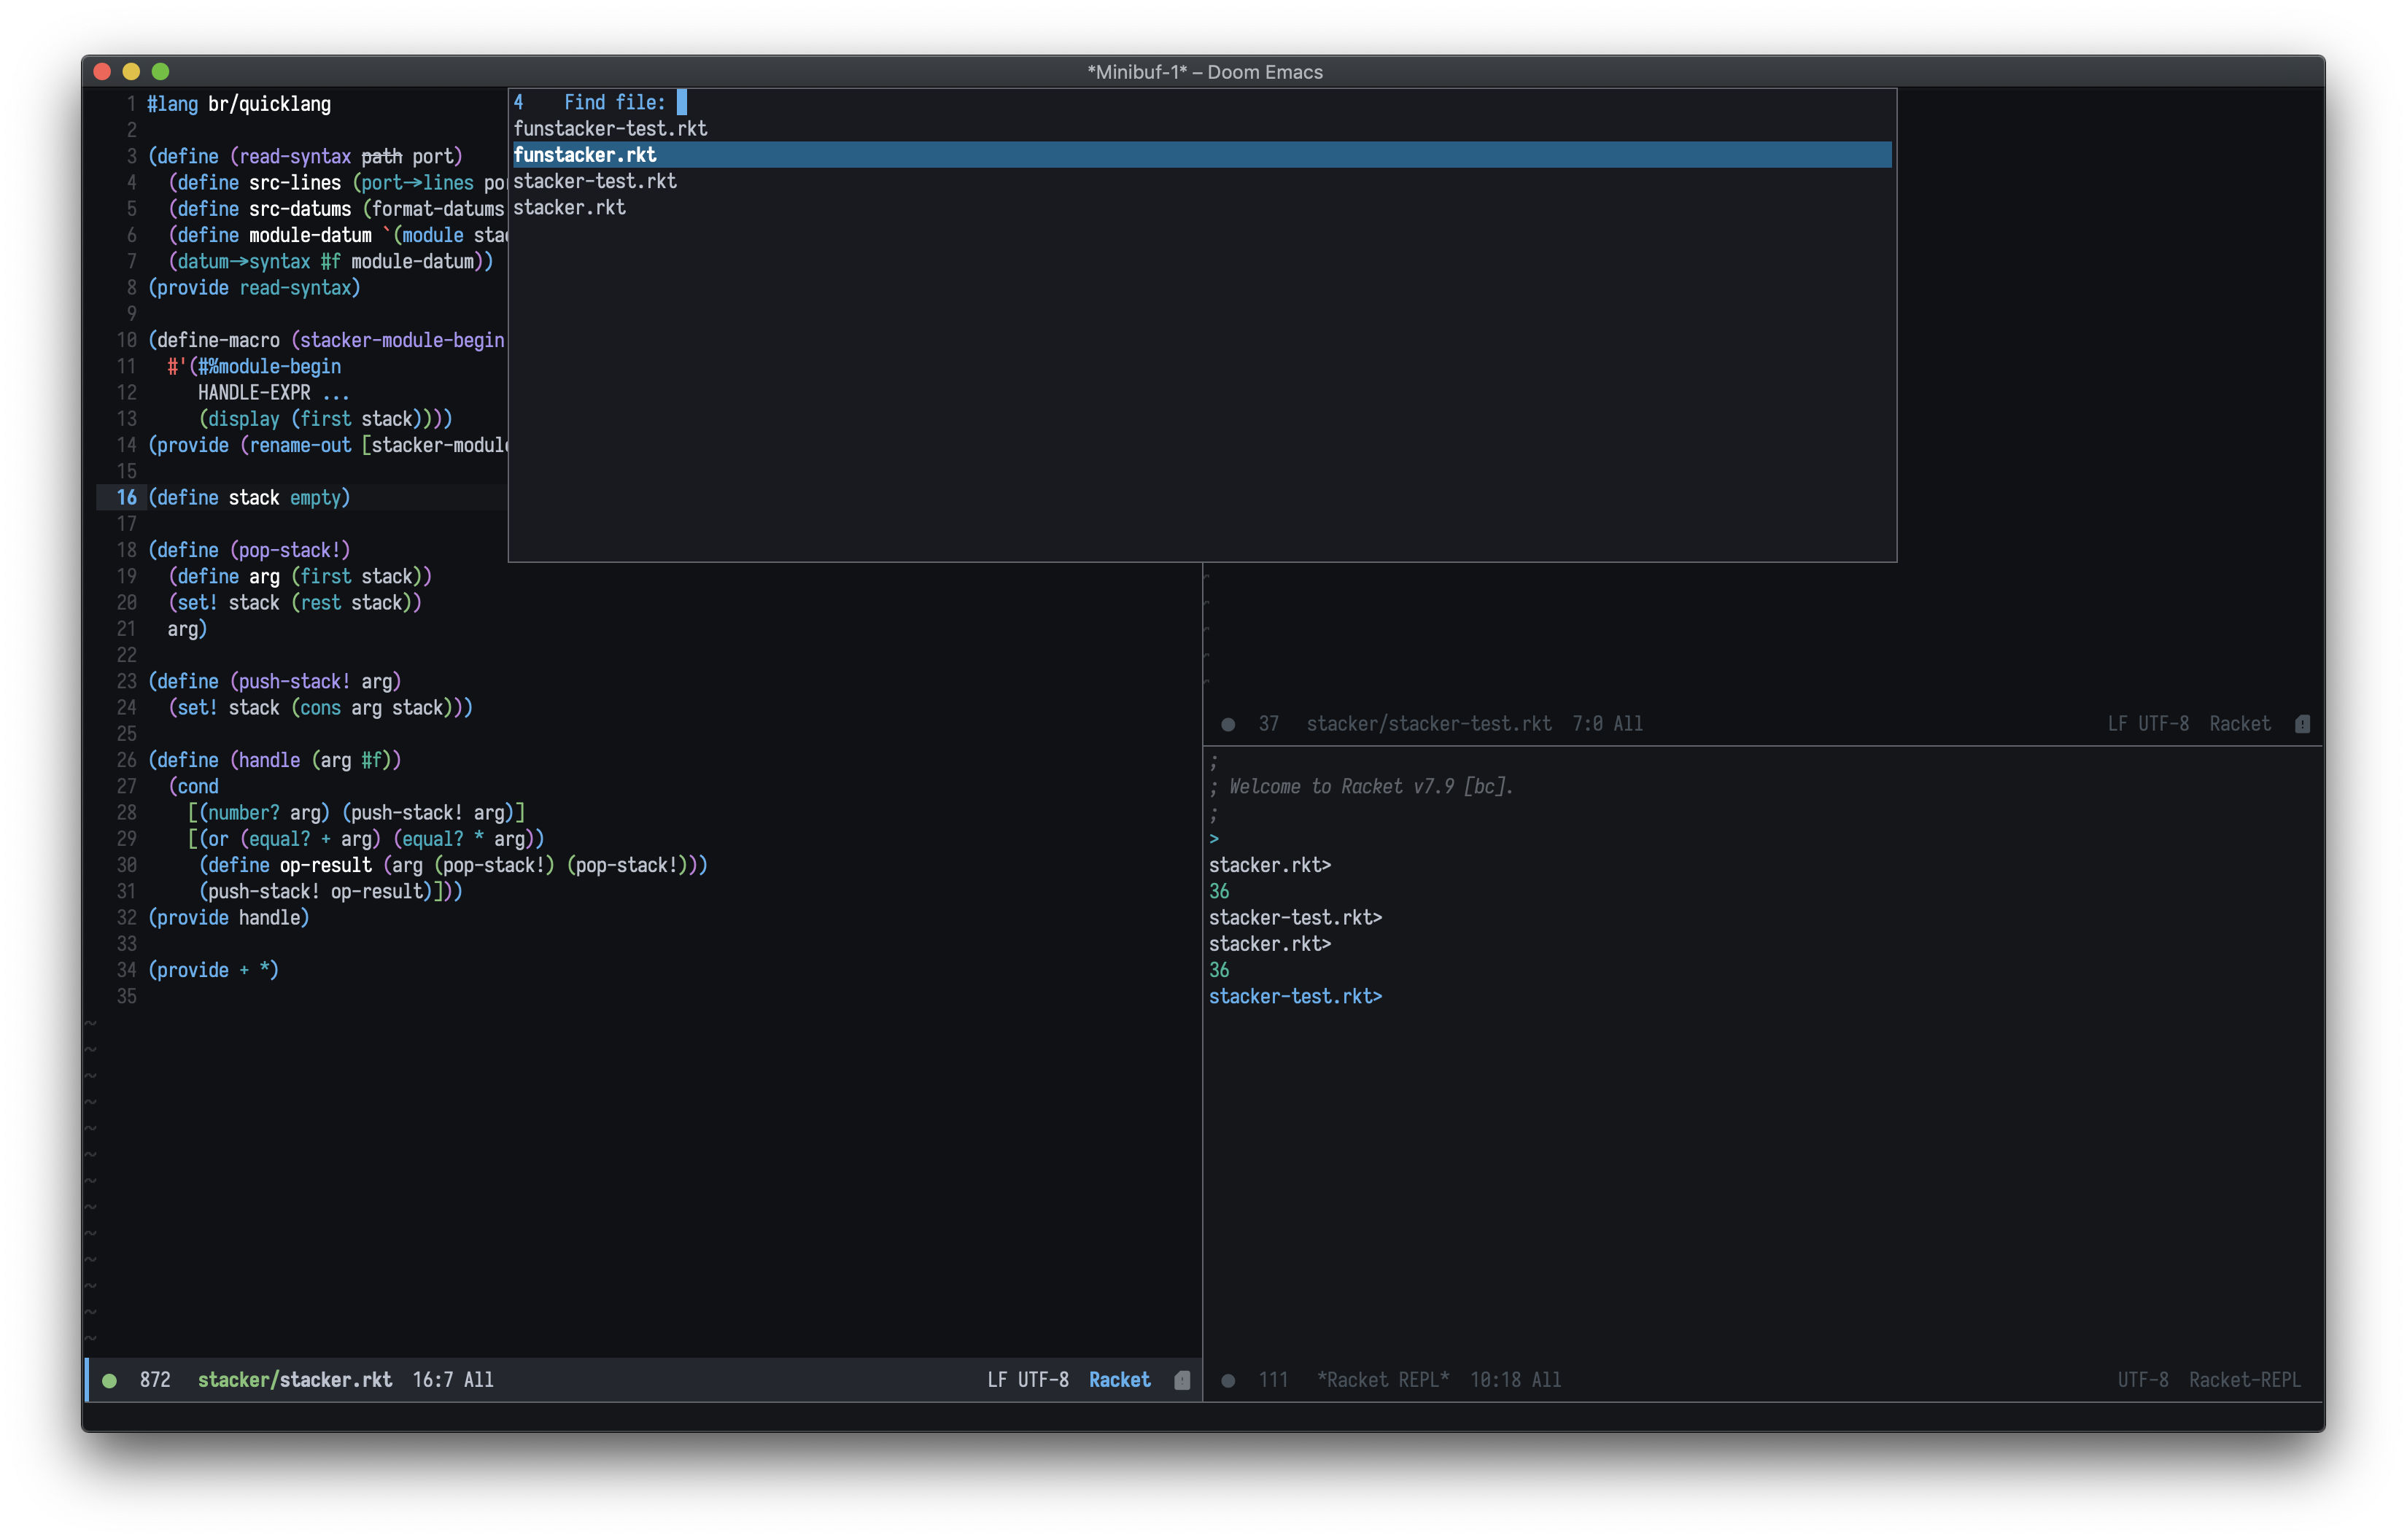 *Minibuf-1* – Doom Emacs
4 Find file:
funstacker-test.rkt
funstacker.rkt
stacker-test.rkt
stacker.rkt
1 #lang br/quicklang
2
3 (define (read-syntax path port)
4 (define src-lines (port->lines
5 (define src-datums (format-datums
6 (define module-datum `(module
7 (datum->syntax #f module-datum))
8 (provide read-syntax)
9
10 (define-macro (stacker-module-begin
11 #'(#%module-begin
12 HANDLE-EXPR ...
13 (display (first stack))))
14 (provide (rename-out [
15
16 (define stack empty)
17
18 (define (pop-stack!)
19 (define arg (first stack))
20 (set! stack (rest stack))
21 arg)
22
23 (define (push-stack! arg)
24 (set! stack (cons arg stack)))
25
26 (define (handle (arg #f))
27 (cond
28 [(number? arg) (push-stack! arg)]
29 [(or (equal? + arg) (equal? * arg))
30 (define op-result (arg (pop-stack!) (pop-stack!)))
31 (push-stack! op-result)]))
32 (provide handle)
33
34 (provide + *)
35
872 stacker/stacker.rkt 16:7 All LF UTF-8 Racket
37 stacker/stacker-test.rkt 7:0 All LF UTF-8 Racket
;
; Welcome to Racket v7.9 [bc].
;
>
stacker.rkt>
36
stacker-test.rkt>
stacker.rkt>
36
stacker-test.rkt>
111 *Racket REPL* 10:18 All UTF-8 Racket-REPL